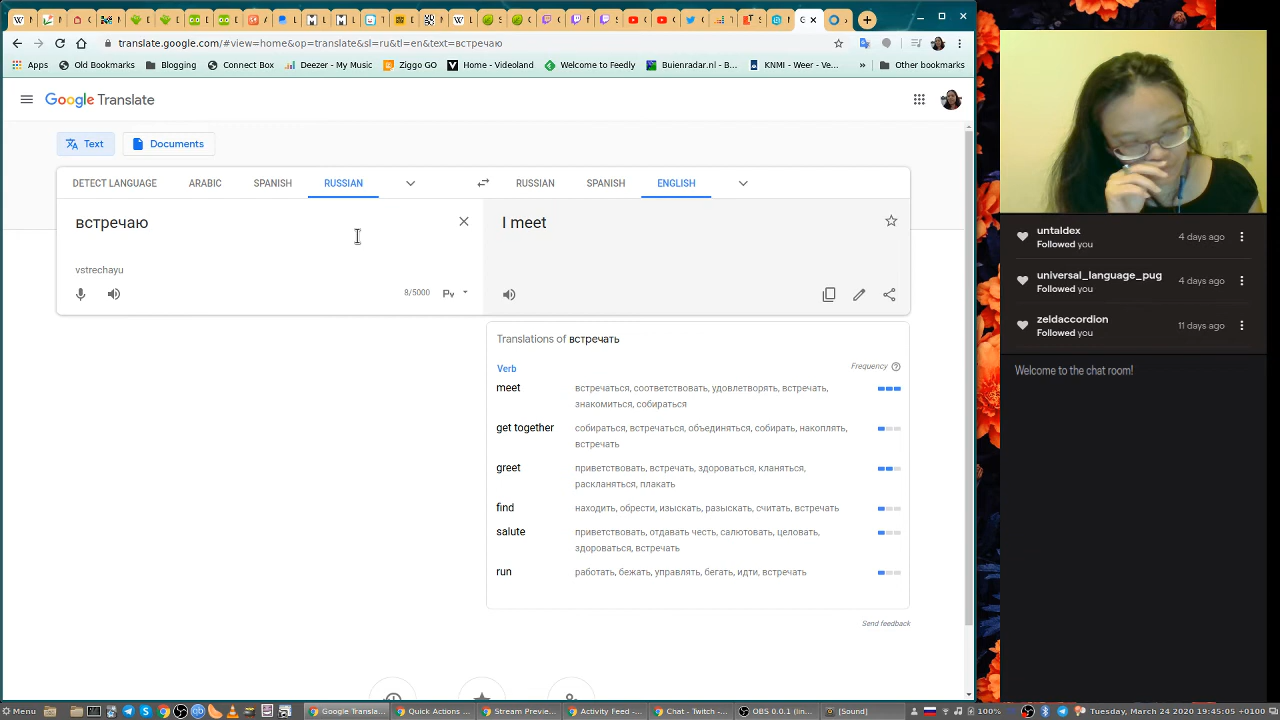 translate.google.com/#view=home&op=translate&sl=ru&tl=en&text=встречаю
Apps
Old Bookmarks
Blogging
Connect Bo
Deezer - My Music
Ziggo GO
Home - Videoland
Welcome to Feedly
Buienradar.nl - B...
KNMI - Weer - Ve...
»
Other bookmarks
Google Translate
Text
Documents
DETECT LANGUAGE
ARABIC
SPANISH
RUSSIAN
RUSSIAN
SPANISH
ENGLISH
встречаю
I meet
vstrechayu
8/5000
Translations of встречать
Verb
Frequency
meet
встречаться, соответствовать, удовлетворять, встречать,
знакомиться, собираться
get together
собираться, встречаться, объединяться, собирать, накоплять,
встречать
greet
приветствовать, встречать, здороваться, кланяться,
раскланяться, плакать
find
находить, обрести, изыскать, разыскать, считать, встречать
salute
приветствовать, отдавать честь, салютовать, целовать,
здороваться, встречать
run
работать, бежать, управлять, бегать, идти, встречать
Send feedback
untaldex
Followed you
4 days ago
universal_language_pug
Followed you
4 days ago
zeldaccordion
Followed you
11 days ago
Welcome to the chat room!
Menu
Google Transla...
Quick Actions ...
Stream Preview...
Activity Feed -...
Chat - Twitch - ...
OBS 0.0.1 (lin...
[Sound]
100%
Tuesday, March 24 2020, 19:45:05 +0100